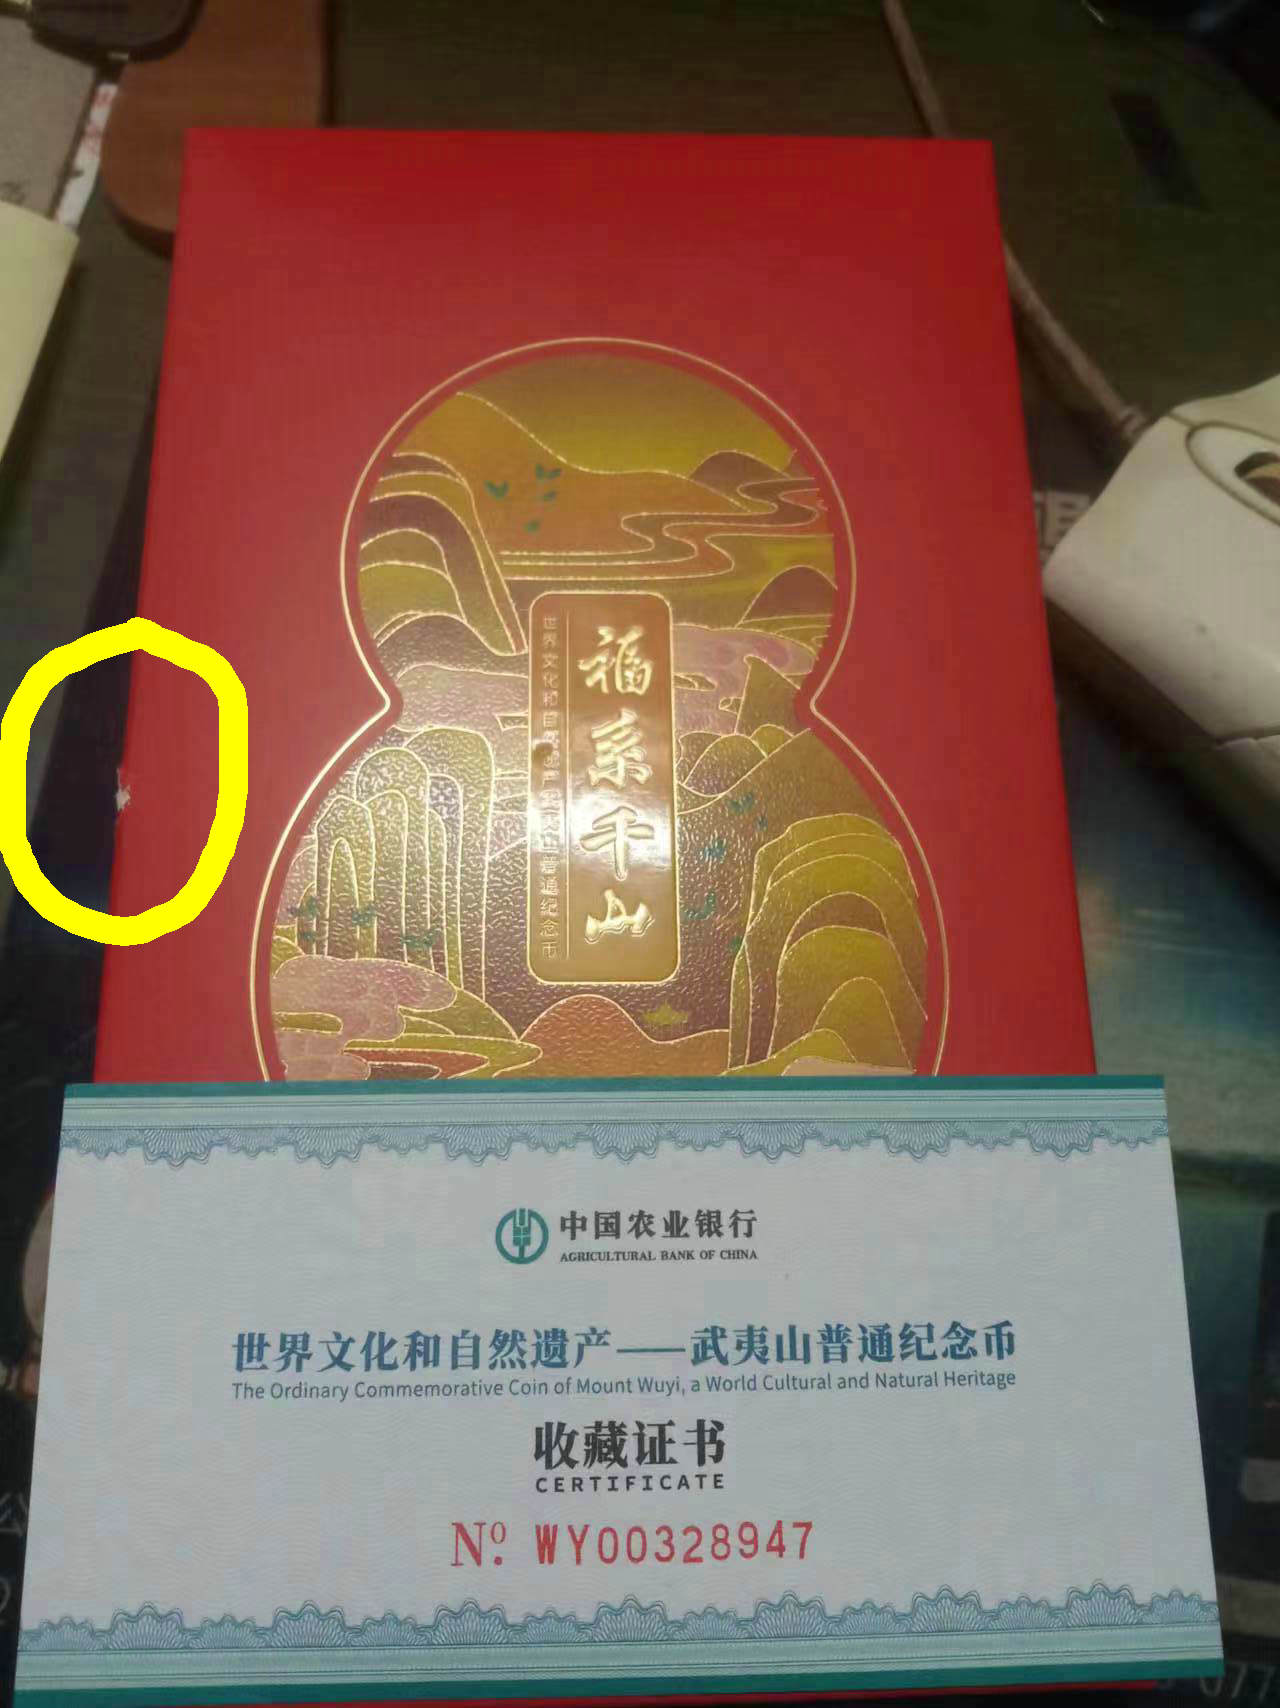 福系千山
世界文化和自然遗产武夷山普通纪念币
中国农业银行
AGRICULTURAL BANK OF CHINA
世界文化和自然遗产——武夷山普通纪念币
The Ordinary Commemorative Coin of Mount Wuyi, a World Cultural and Natural Heritage
收藏证书
CERTIFICATE
Nº. WY00328947